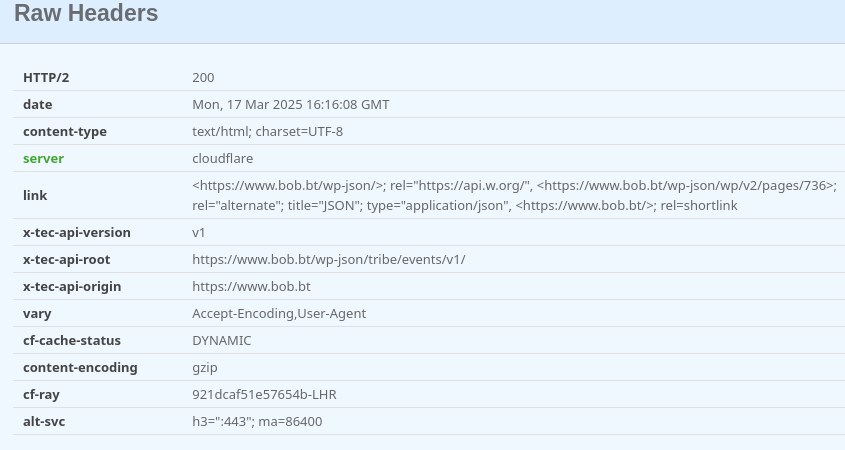 Raw Headers
HTTP/2 200
date Mon, 17 Mar 2025 16:16:08 GMT
content-type text/html; charset=UTF-8
server cloudflare
link <https://www.bob.bt/wp-json/>; rel="https://api.w.org/", <https://www.bob.bt/wp-json/wp/v2/pages/736>;
rel="alternate"; title="JSON"; type="application/json", <https://www.bob.bt/>; rel=shortlink
x-tec-api-version v1
x-tec-api-root https://www.bob.bt/wp-json/tribe/events/v1/
x-tec-api-origin https://www.bob.bt
vary Accept-Encoding,User-Agent
cf-cache-status DYNAMIC
content-encoding gzip
cf-ray 921dcaf51e57654b-LHR
alt-svc h3=":443"; ma=86400